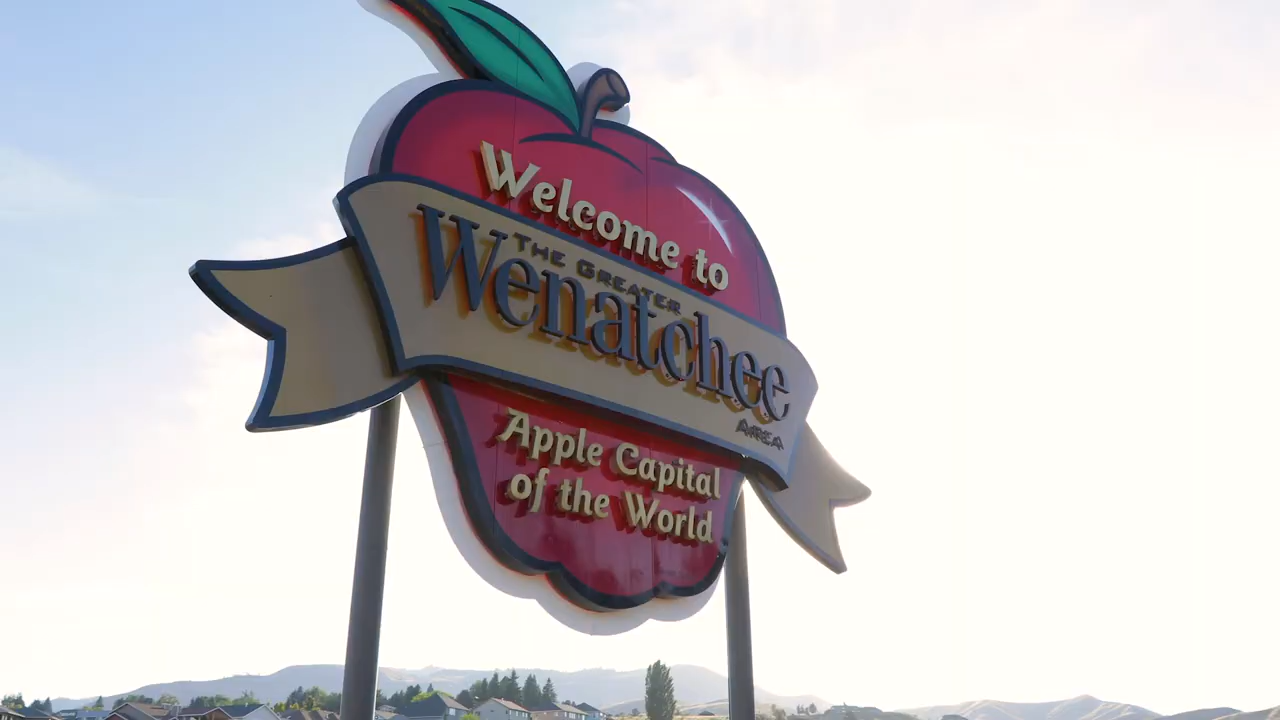 Welcome to
THE GREATER
Wenatchee
AREA
Apple Capital
of the World